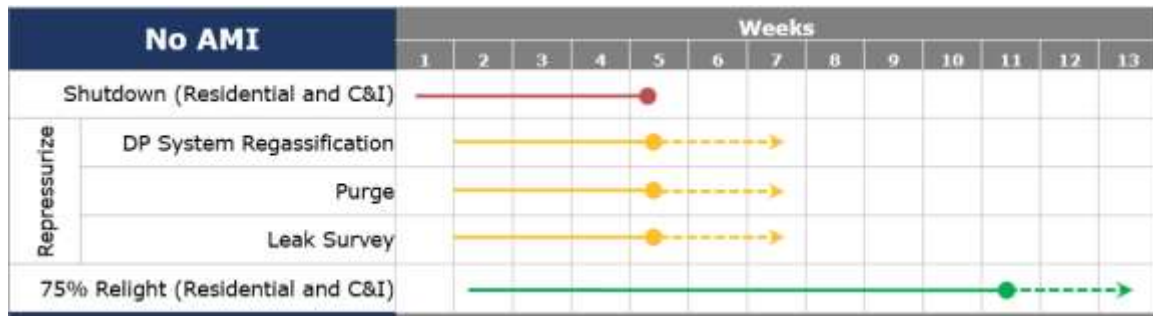 No AMI
Weeks
1 2 3 4 5 6 7 8 9 10 11 12 13
Shutdown (Residential and C&I)
Repressurize
DP System Regassification
Purge
Leak Survey
75% Relight (Residential and C&I)